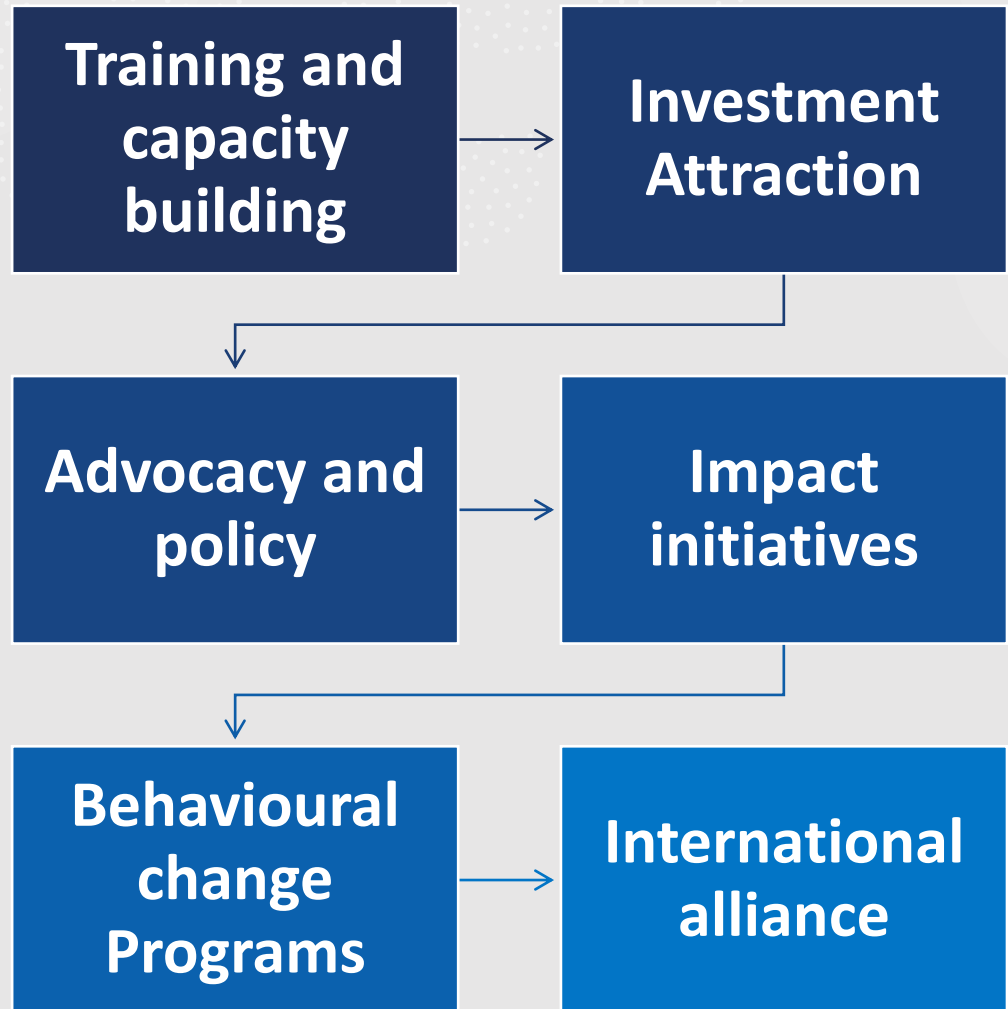 Training and
capacity
building
Investment
Attraction
Advocacy and
policy
Impact
initiatives
Behavioural
change
Programs
International
alliance